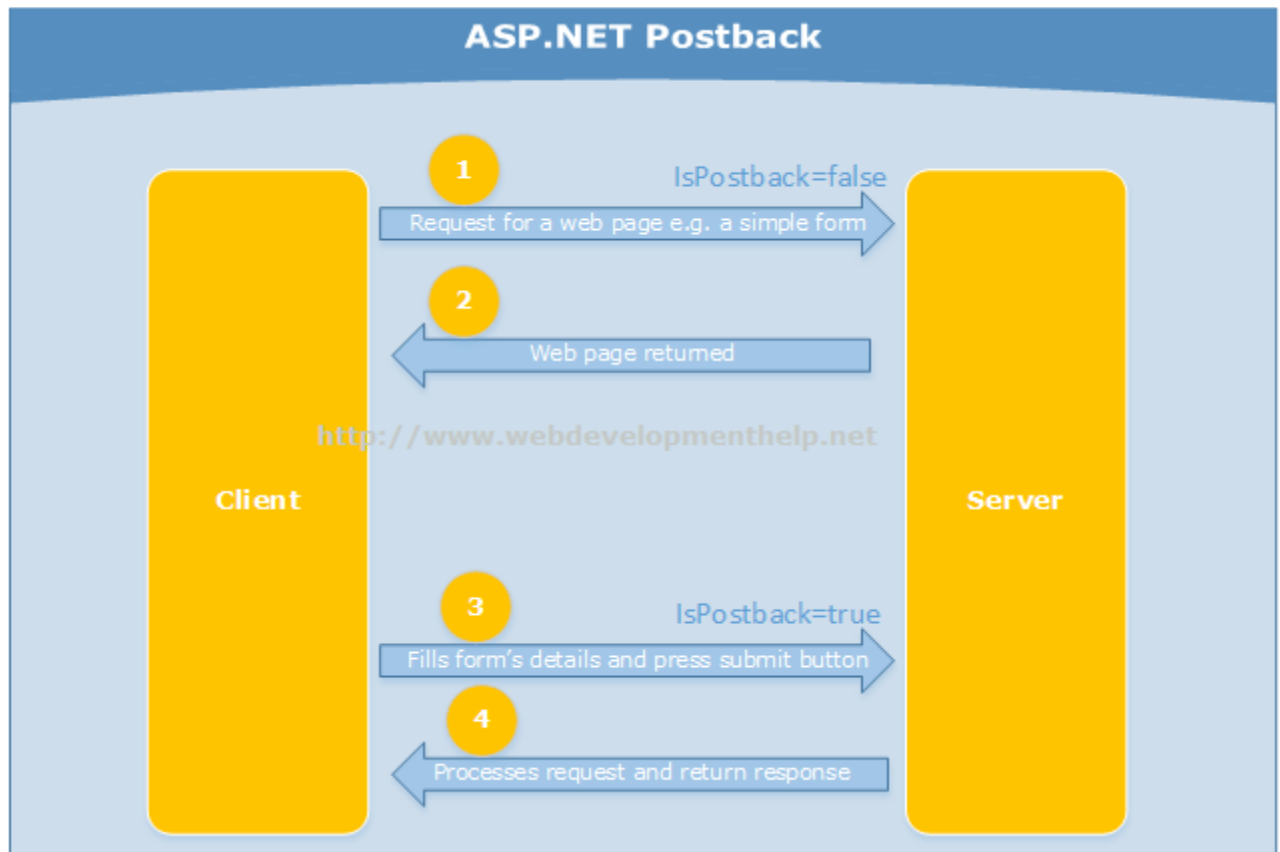 ASP.NET Postback
1
IsPostback=false
Request for a web page e.g. a simple form
2
Web page returned
http://www.webdevelopmenthelp.net
Client
Server
3
IsPostback=true
Fills form's details and press submit button
4
Processes request and return response